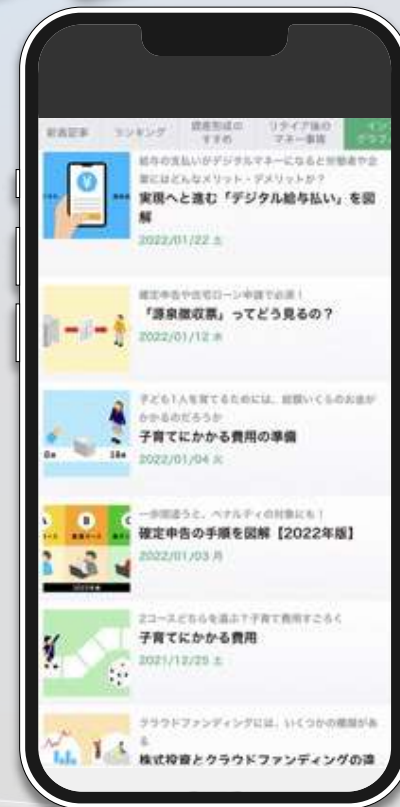 新着記事 ランキング 資産形成の
すすめ リタイア後の
マネー事情 イン
グラフ
給与の支払いがデジタルマネーになると労働者や企
業にはどんなメリット・デメリットが?
実現へと進む「デジタル給与払い」を図
解
2022/01/22 土
確定申告や住宅ローン申請で必須!
「源泉徴収票」ってどう見るの?
2022/01/12 水
子ども1人を育てるためには、総額いくらのお金が
かかるのだろうか
子育てにかかる費用の準備
2022/01/04 火
0歳 18歳
一歩間違うと、ペナルティの対象にも!
確定申告の手順を図解【2022年版】
2022/01/03 月
B
2コースどちらを選ぶ?子育て費用すごろく
子育てにかかる費用
2021/12/25 土
クラウドファンディングには、いくつかの種類があ
る
株式投資とクラウドファンディングの違